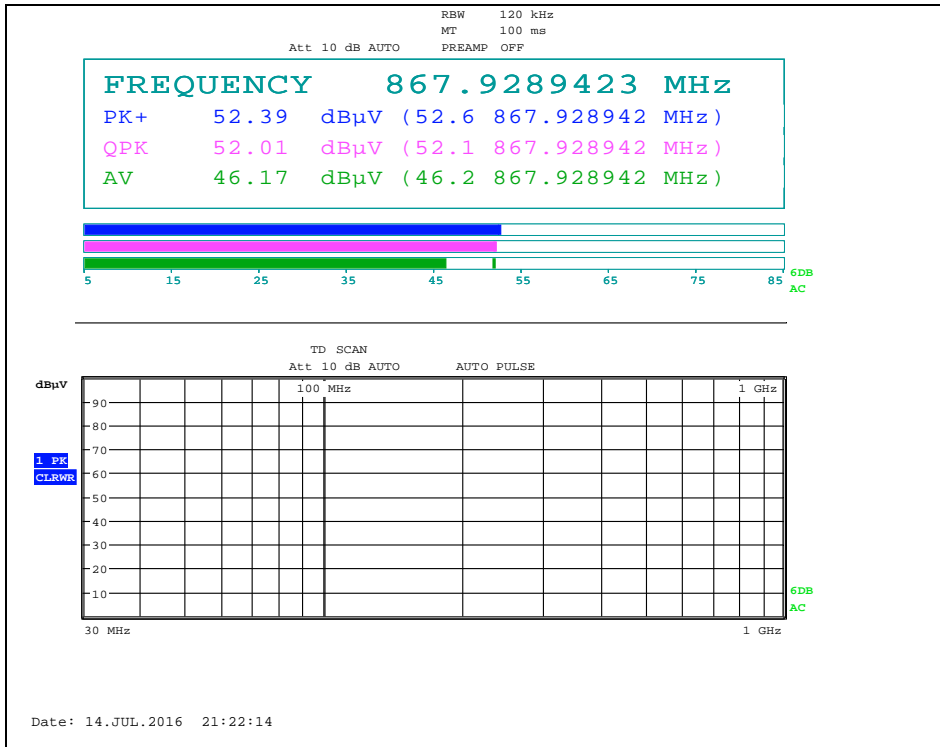 RBW 120 kHz
MT 100 ms
Att 10 dB AUTO PREAMP OFF
FREQUENCY 867.9289423 MHz
PK+ 52.39 dBµV (52.6 867.928942 MHz)
QPK 52.01 dBµV (52.1 867.928942 MHz)
AV 46.17 dBµV (46.2 867.928942 MHz)
5 15 25 35 45 55 65 75 85
6DB
AC
TD SCAN
Att 10 dB AUTO AUTO PULSE
dBµV
100 MHz 1 GHz
90
80
70
1 PK
60
CLRWR
50
40
30
20
10
6DB
AC
30 MHz 1 GHz
Date: 14.JUL.2016 21:22:14